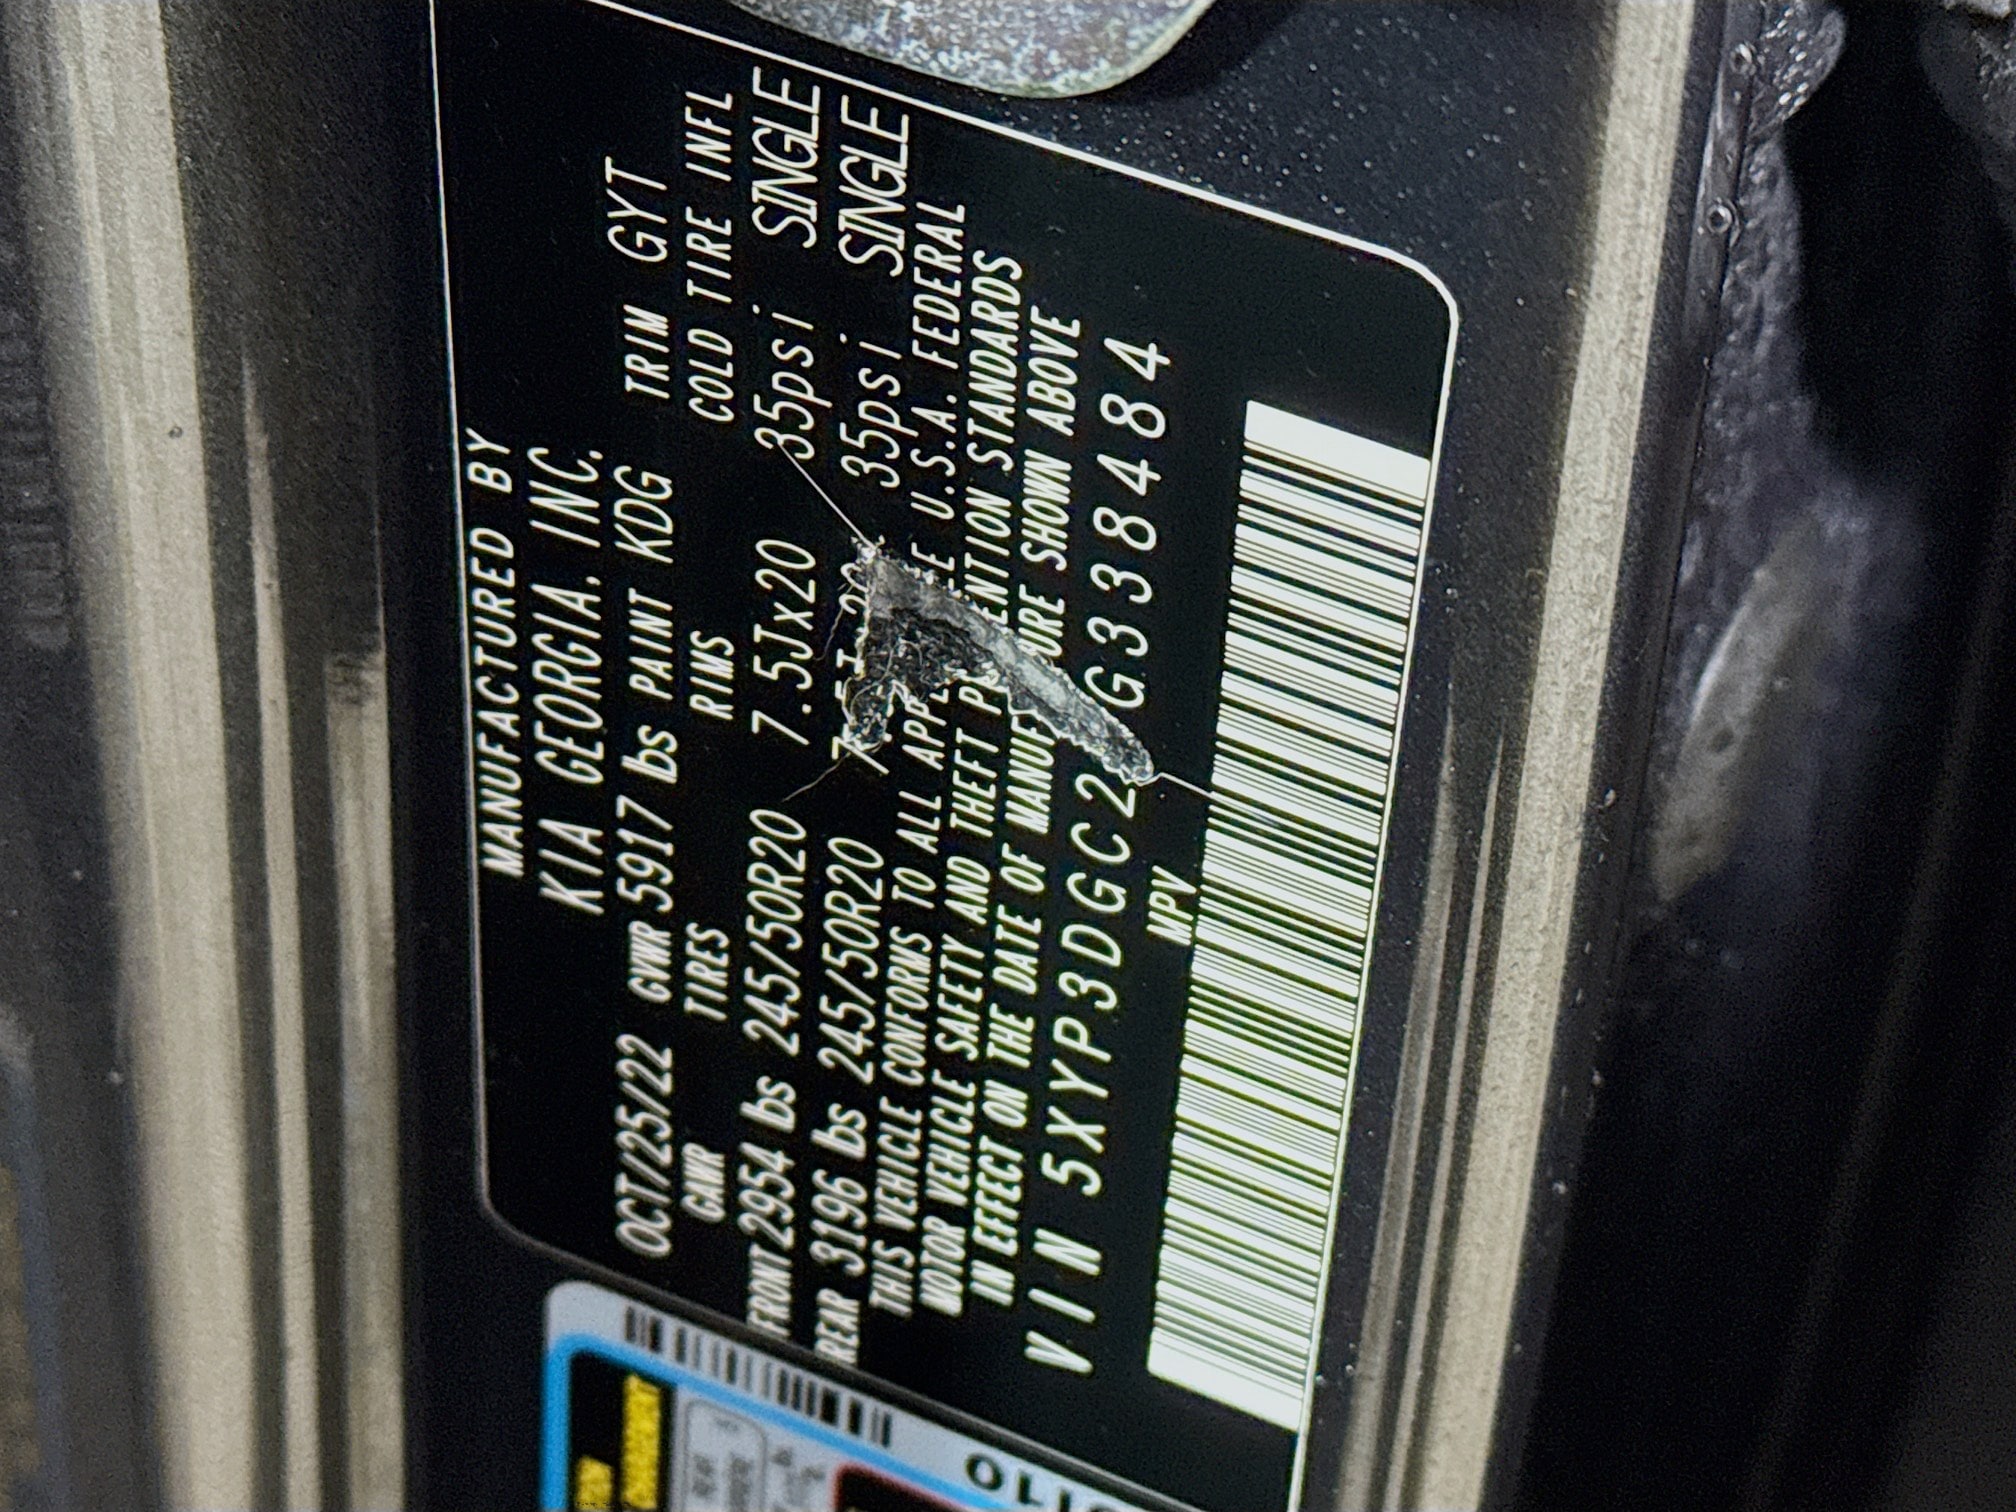 MANUFACTURED BY
KIA GEORGIA, INC.
OCT/25/22 GVWR 5917 lbs PAINT KDG TRIM GYT
GAWR TIRES RIMS COLD TIRE INFL
FRONT 2954 lbs 245/50R20 7.5Jx20 35psi SINGLE
REAR 3196 lbs 245/50R20 35psi SINGLE
THIS VEHICLE CONFORMS TO ALL U.S.A. FEDERAL
MOTOR VEHICLE SAFETY AND THEFT STANDARDS
IN EFFECT ON THE DATE OF SHOWN ABOVE
VIN 5XYP3DGC2 G338484
MPV